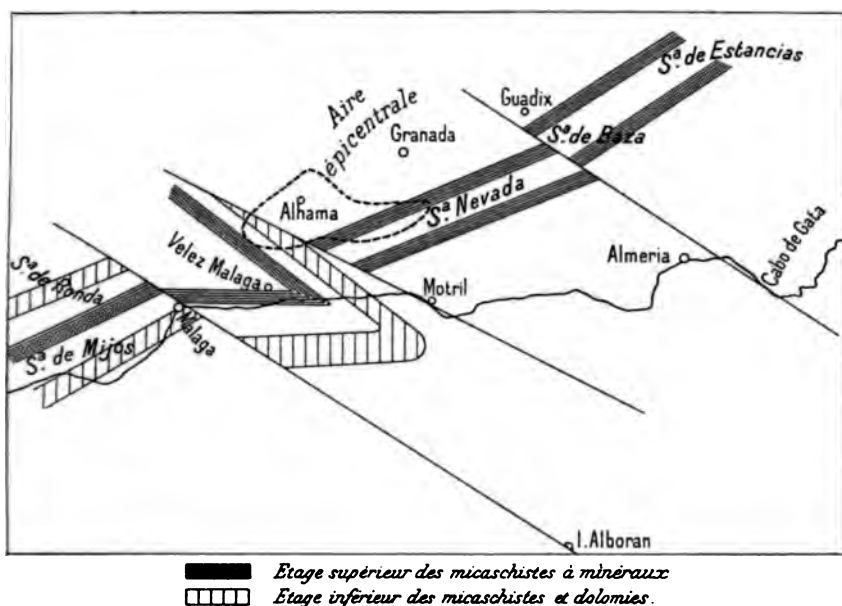 Sª. de Estancias
Guadix
Aire
épicentrale
Granada
Sª. de Baza
Alhama
Sª. Nevada
Velez Malaga
Almeria
Cabo de Gata
Sª. de Ronda
Motril
Malaga
Sª. de Mijos
I. Alboran
Etage supérieur des micaschistes à minéraux
Etage inférieur des micaschistes et dolomies.